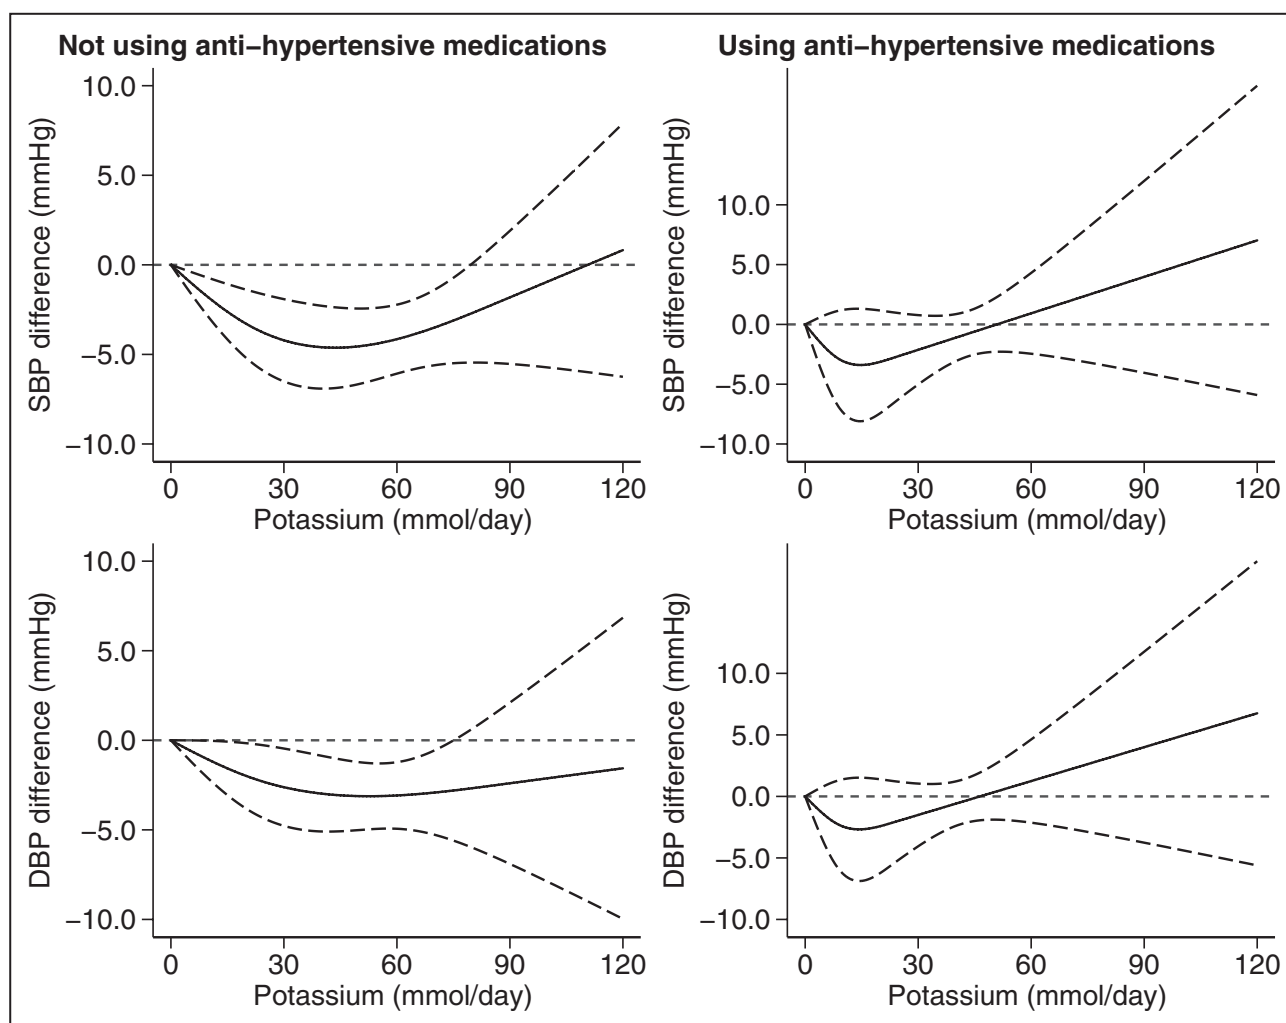 Not using anti−hypertensive medications
Using anti−hypertensive medications
SBP difference (mmHg)
10.0
5.0
0.0
−5.0
−10.0
0 30 60 90 120
Potassium (mmol/day)
SBP difference (mmHg)
10.0
5.0
0.0
−5.0
−10.0
0 30 60 90 120
Potassium (mmol/day)
DBP difference (mmHg)
10.0
5.0
0.0
−5.0
−10.0
0 30 60 90 120
Potassium (mmol/day)
DBP difference (mmHg)
10.0
5.0
0.0
−5.0
−10.0
0 30 60 90 120
Potassium (mmol/day)